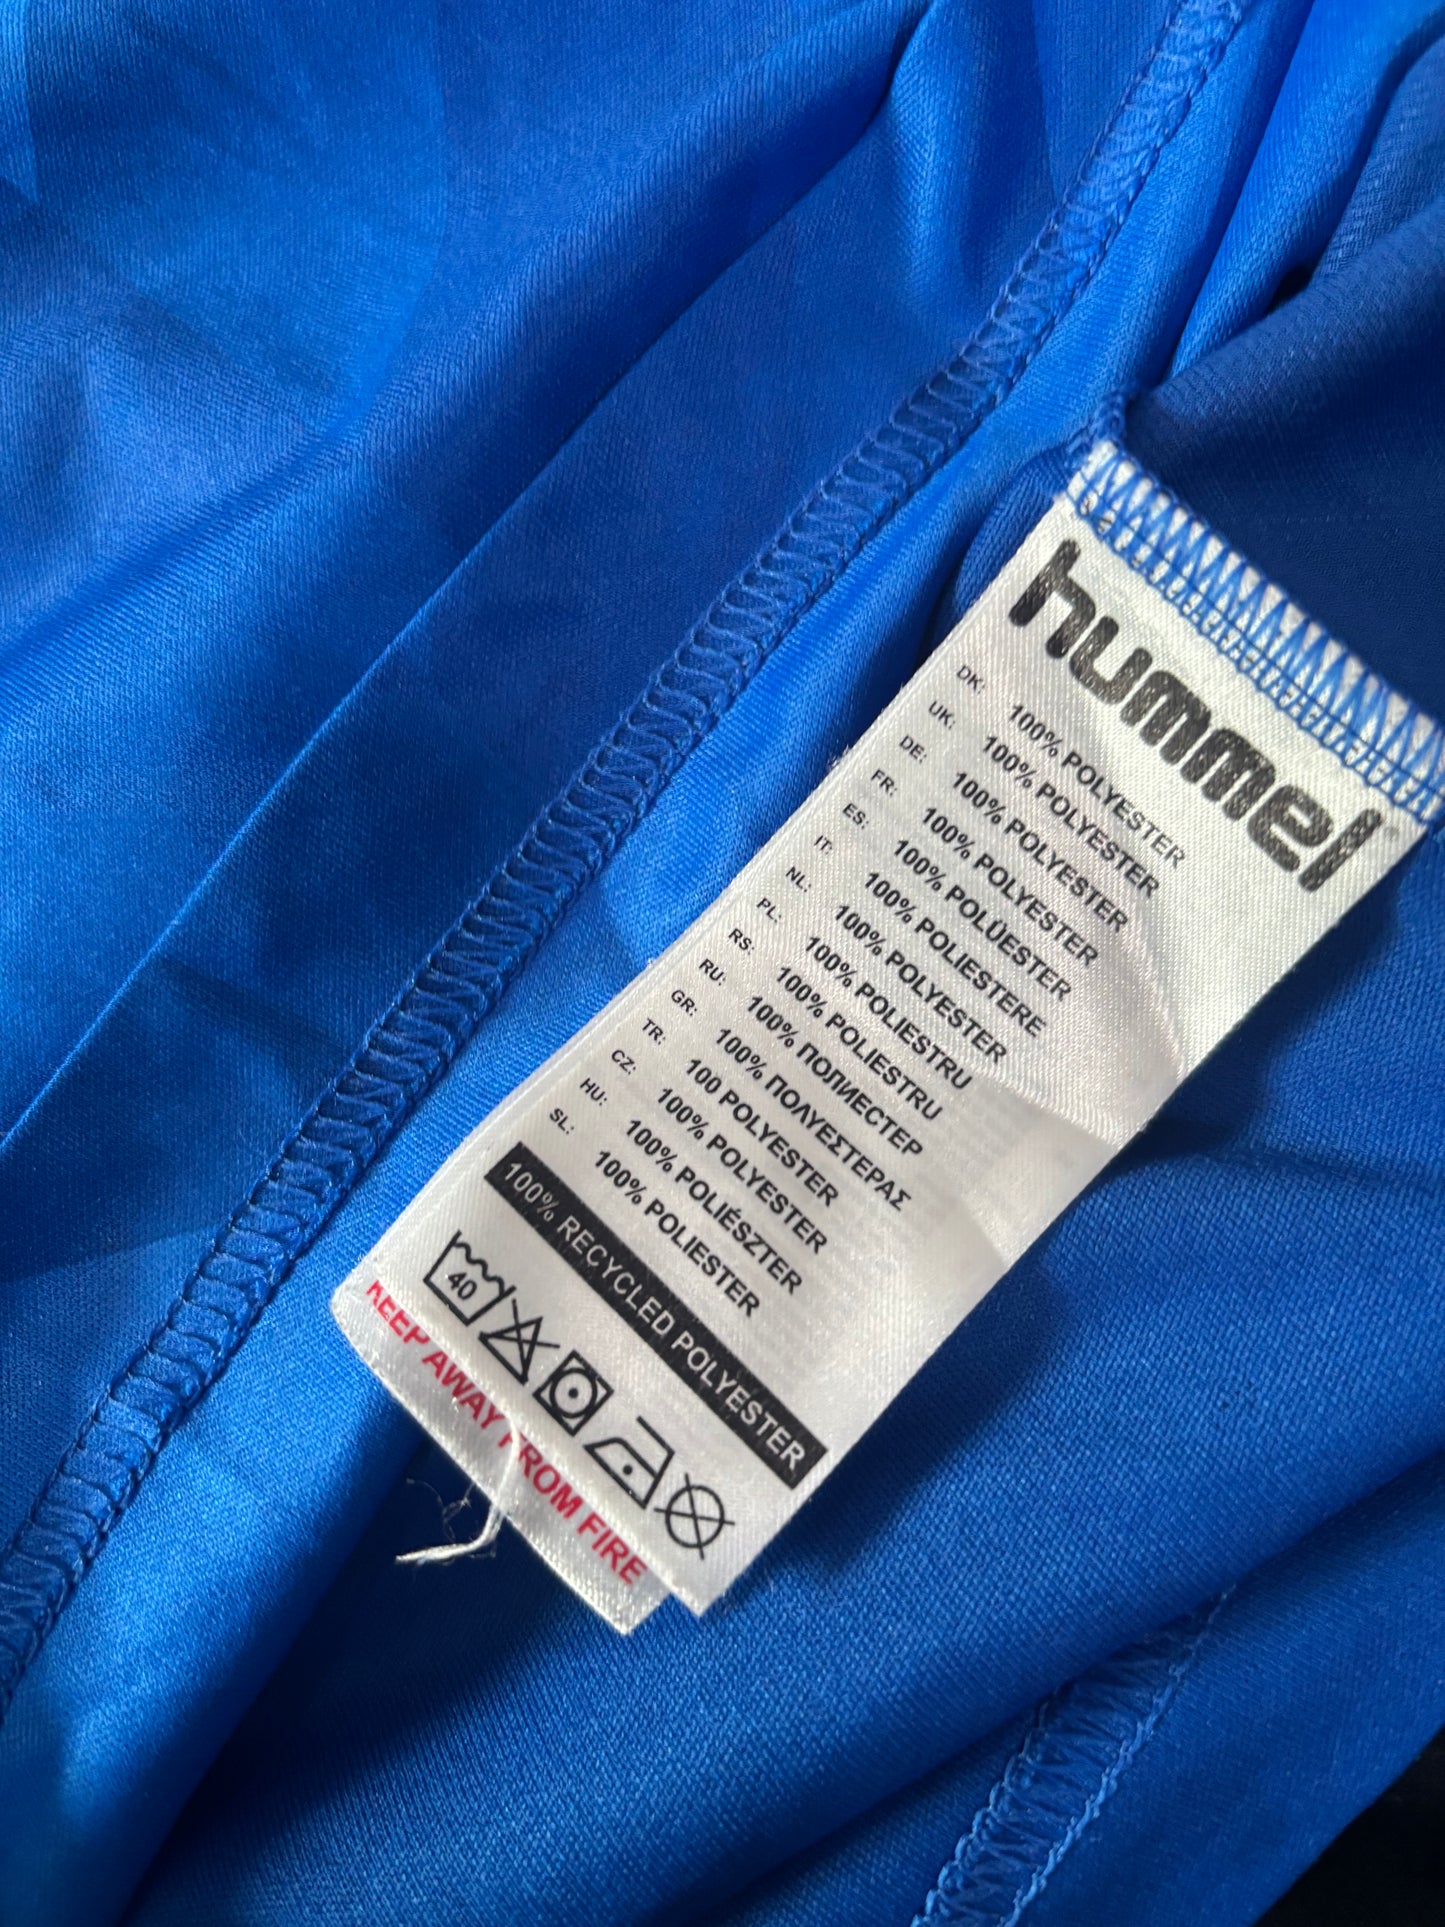 hummel
DK: 100% POLYESTER
UK: 100% POLYESTER
DE: 100% POLYESTER
FR: 100% POLYESTER
ES: 100% POLÜESTER
IT: 100% POLIESTERE
NL: 100% POLYESTER
PL: 100% POLIESTRU
RS: 100% POLIESTRU
RU: 100% ПОЛИЕСТЕР
GR: 100% ΠΟΛΥΕΣΤΕΡΑΣ
TR: 100 POLYESTER
CZ: 100% POLYESTER
HU: 100% POLIÉSZTER
SL: 100% POLIESTER
100% RECYCLED POLYESTER
40
KEEP AWAY FROM FIRE